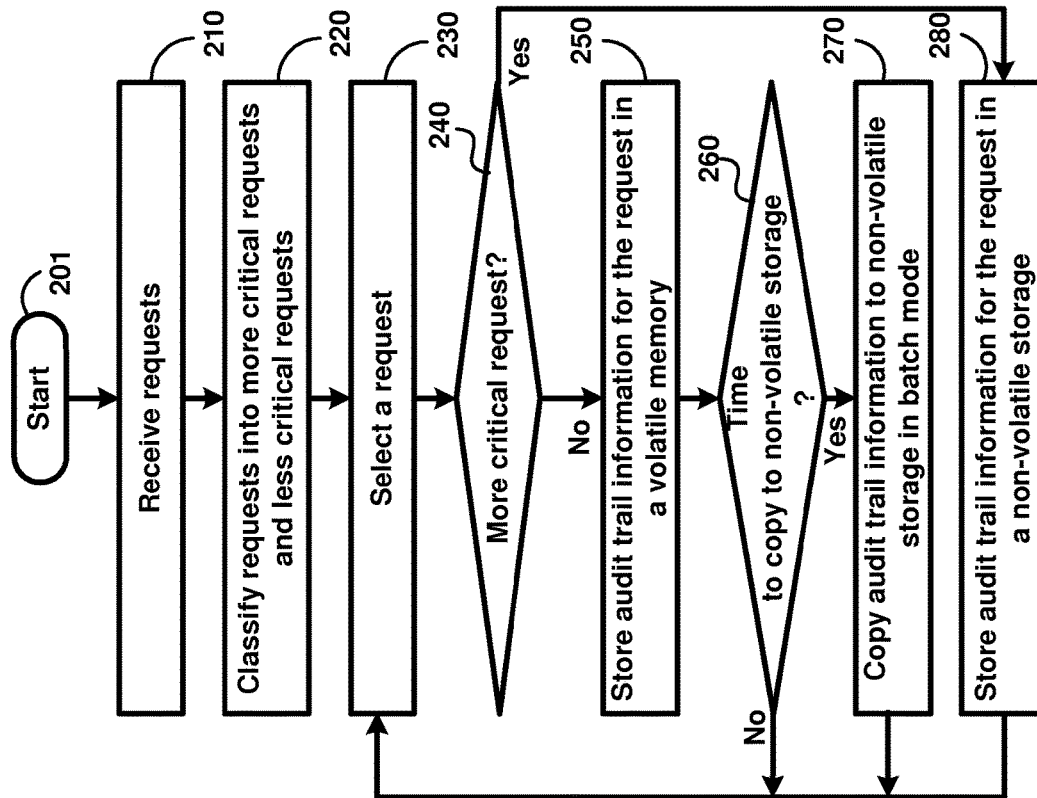 Start
201
Receive requests
210
Classify requests into more critical requests
and less critical requests
220
Select a request
230
More critical request?
240
Yes
No
Store audit trail information for the request in
a volatile memory
250
Time
to copy to non-volatile storage
?
260
No
Yes
Copy audit trail information to non-volatile
storage in batch mode
270
Store audit trail information for the request in
a non-volatile storage
280